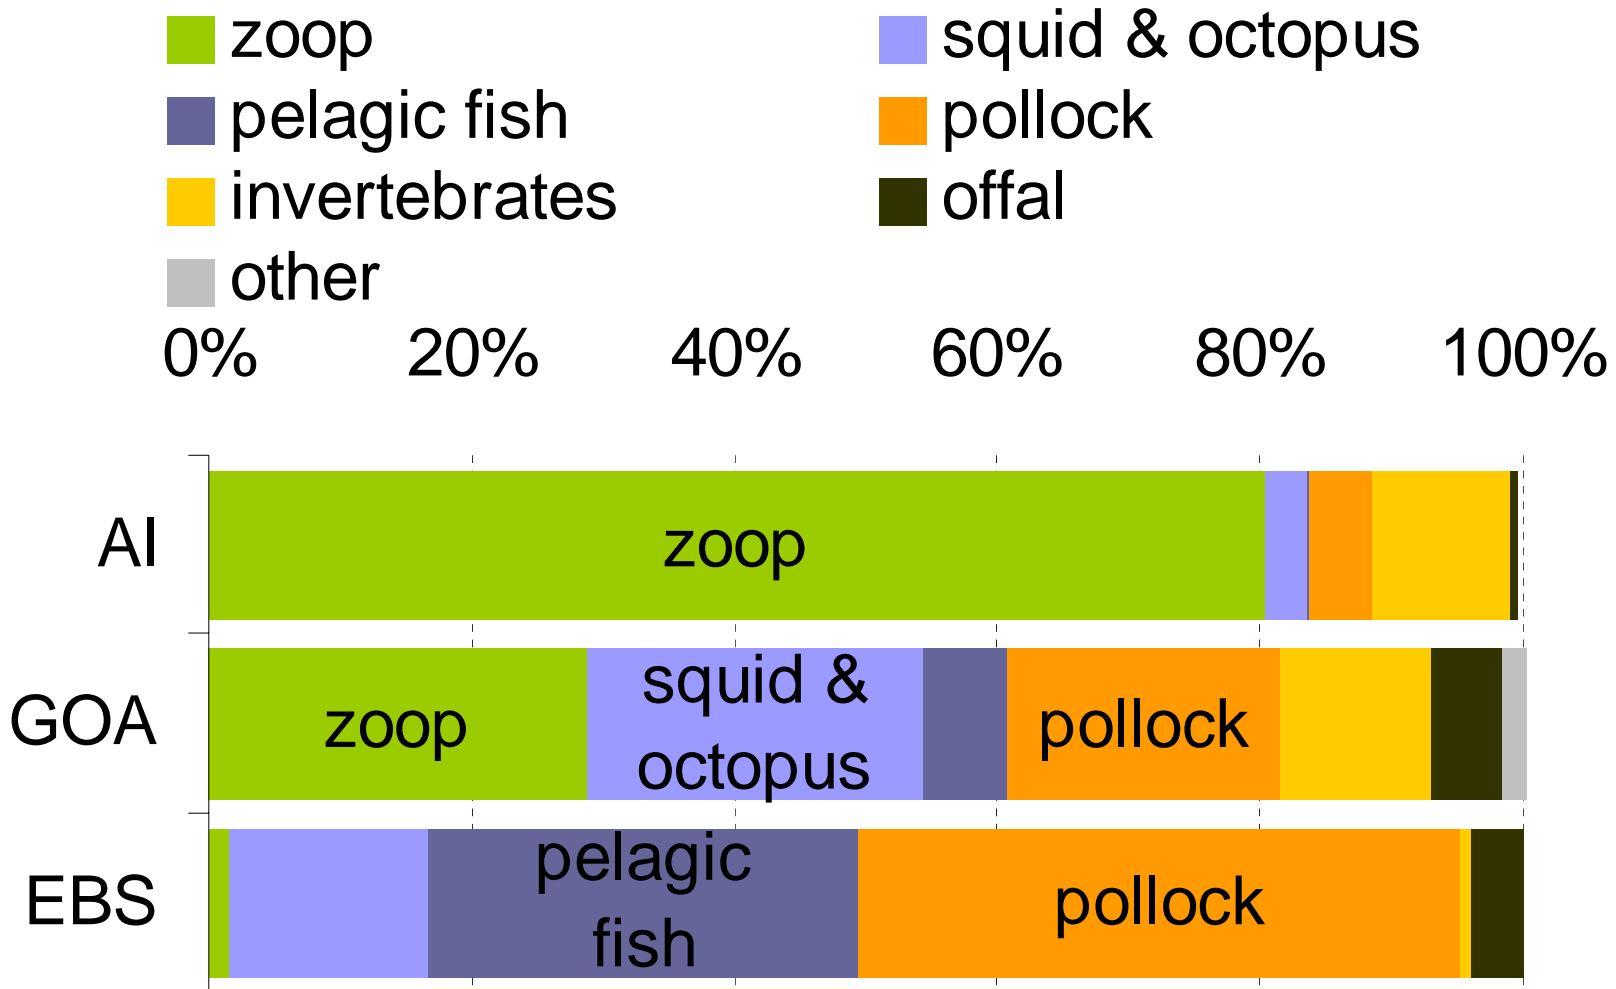 zoop
squid & octopus
pelagic fish
pollock
invertebrates
offal
other
0% 20% 40% 60% 80% 100%
AI
zoop
GOA
zoop
squid &
octopus
pollock
EBS
pelagic
fish
pollock